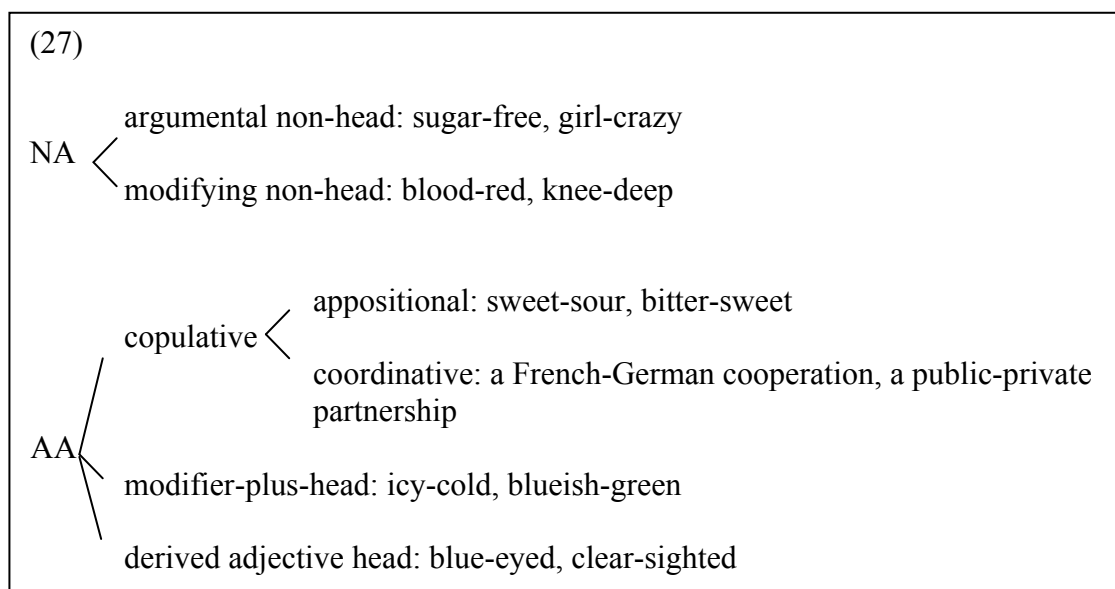 (27)
argumental non-head: sugar-free, girl-crazy
NA
modifying non-head: blood-red, knee-deep
appositional: sweet-sour, bitter-sweet
copulative
coordinative: a French-German cooperation, a public-private
partnership
AA
modifier-plus-head: icy-cold, blueish-green
derived adjective head: blue-eyed, clear-sighted